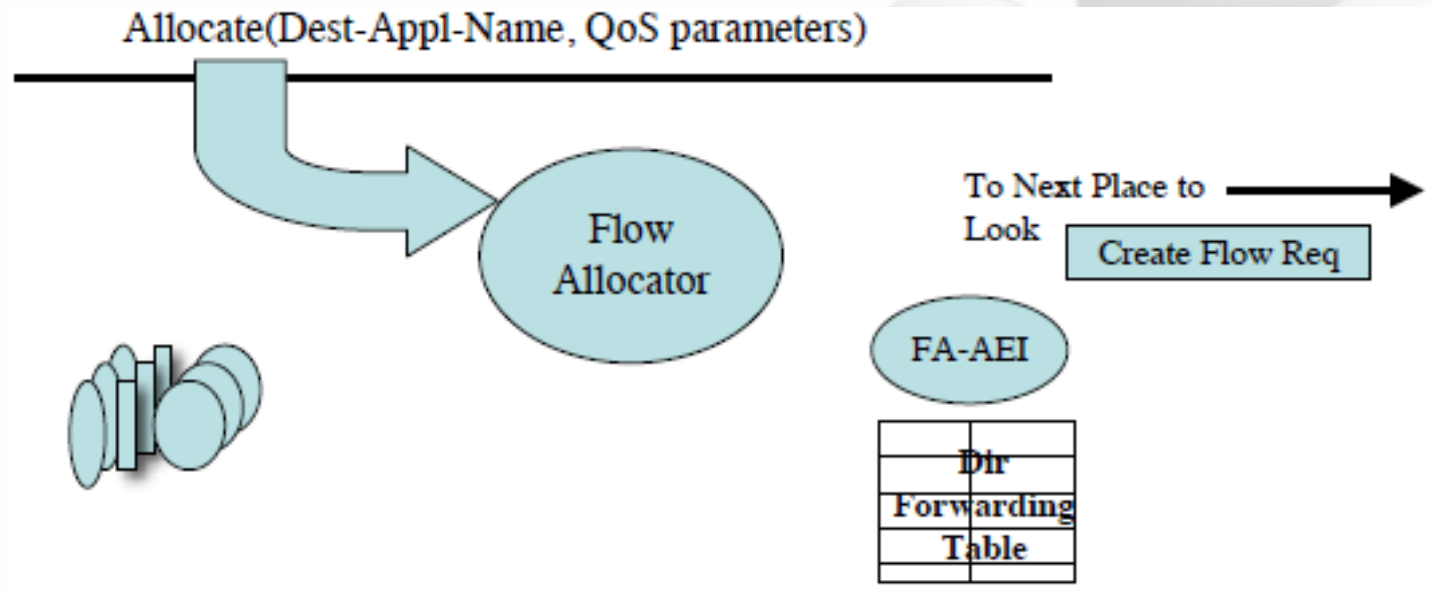 Allocate(Dest-Appl-Name, QoS parameters)
Flow
Allocator
To Next Place to
Look
Create Flow Req
FA-AEI
Dir
Forwarding
Table